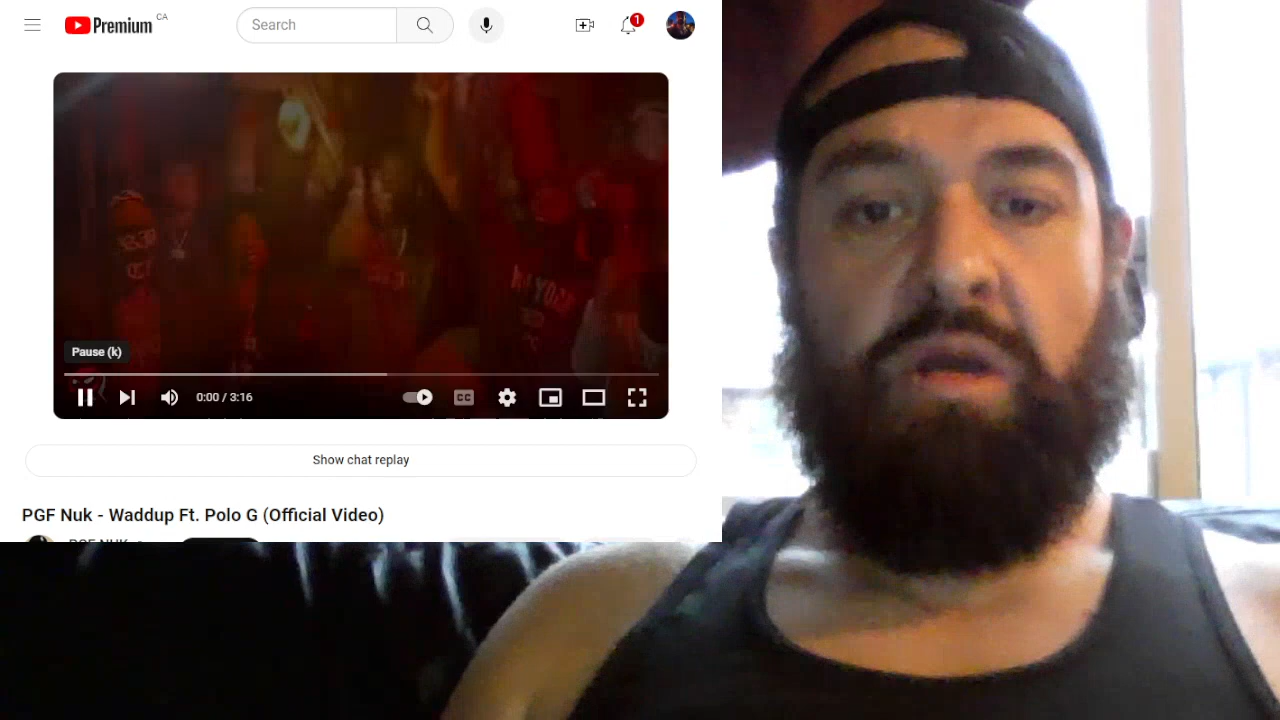 Premium CA
Search
1
Pause (k)
0:00 / 3:16
CC
Show chat replay
PGF Nuk - Waddup Ft. Polo G (Official Video)